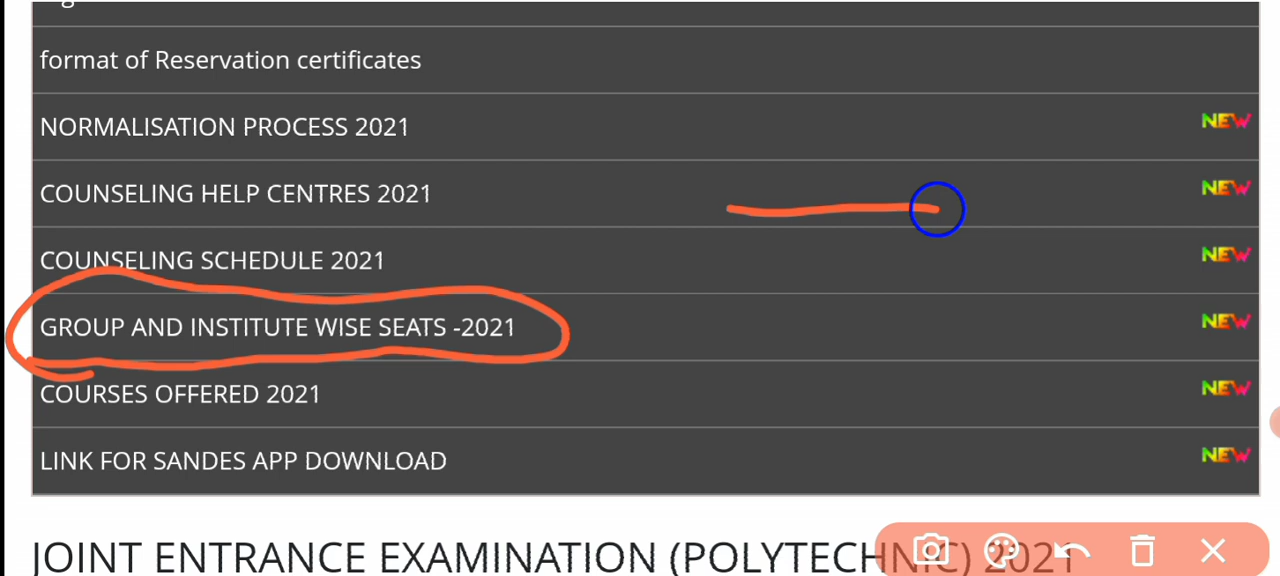 format of Reservation certificates
NORMALISATION PROCESS 2021 NEW
COUNSELING HELP CENTRES 2021 NEW
COUNSELING SCHEDULE 2021 NEW
GROUP AND INSTITUTE WISE SEATS -2021 NEW
COURSES OFFERED 2021 NEW
LINK FOR SANDES APP DOWNLOAD NEW
JOINT ENTRANCE EXAMINATION (POLYTECHNIC) 2021